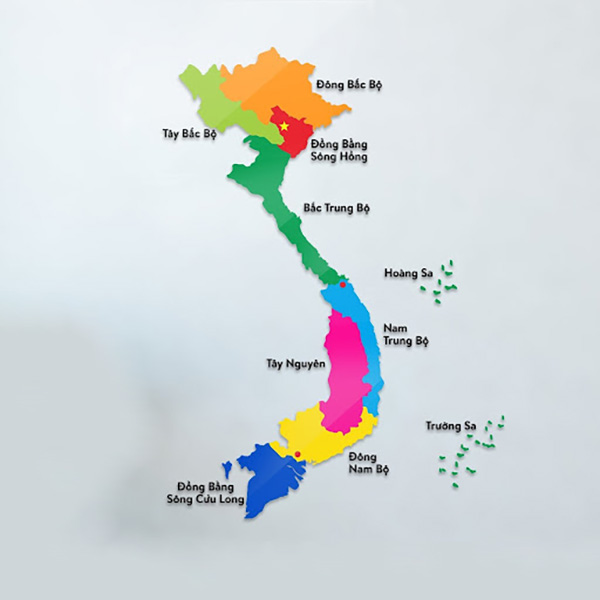 Đông Bắc Bộ
Tây Bắc Bộ
Đồng Bằng
Sông Hồng
Bắc Trung Bộ
Hoàng Sa
Nam
Trung Bộ
Tây Nguyên
Trường Sa
Đông
Nam Bộ
Đồng Bằng
Sông Cửu Long